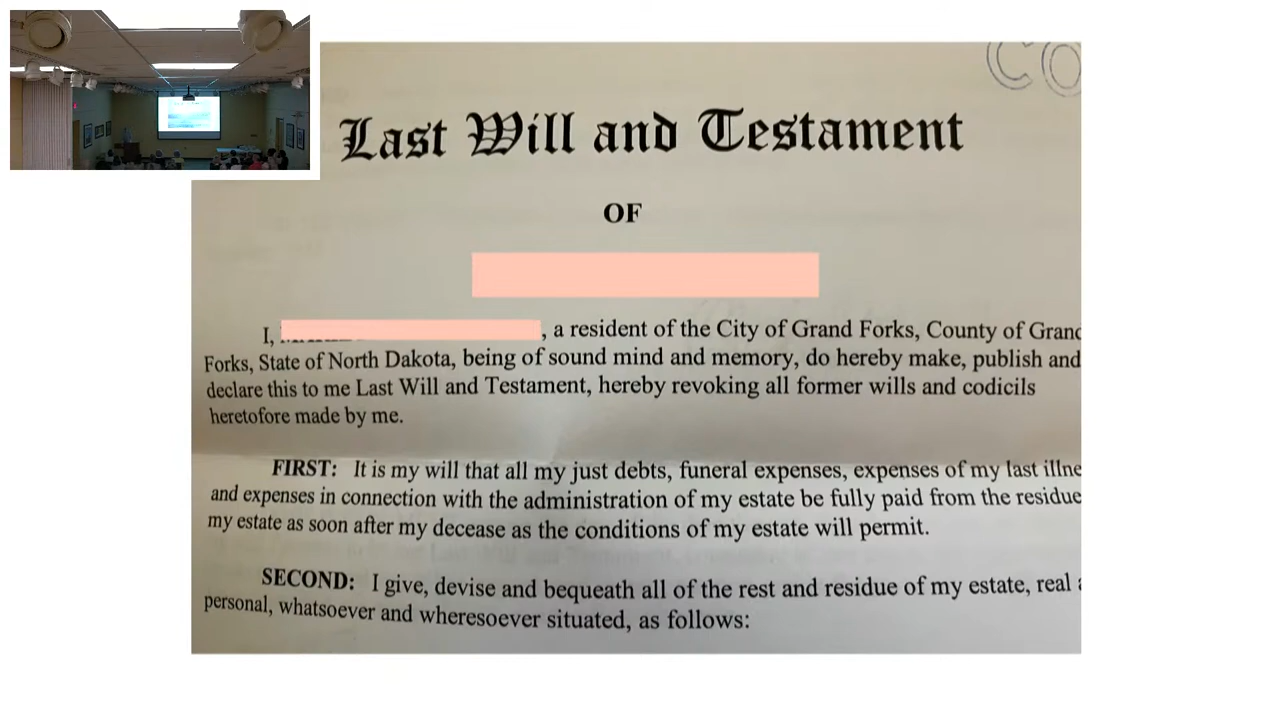 CO
Last Will and Testament
OF
I, , a resident of the City of Grand Forks, County of Grand
Forks, State of North Dakota, being of sound mind and memory, do hereby make, publish and
declare this to me Last Will and Testament, hereby revoking all former wills and codicils
heretofore made by me.
FIRST: It is my will that all my just debts, funeral expenses, expenses of my last illne
and expenses in connection with the administration of my estate be fully paid from the residue
my estate as soon after my decease as the conditions of my estate will permit.
SECOND: I give, devise and bequeath all of the rest and residue of my estate, real
personal, whatsoever and wheresoever situated, as follows: